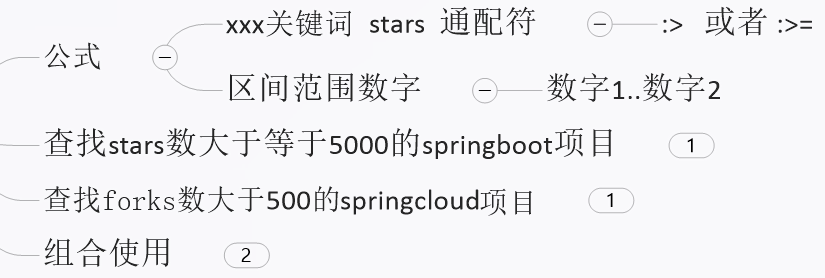 xxx关键词 stars 通配符 :> 或者 :>=
公式
区间范围数字 数字1..数字2
查找stars数大于等于5000的springboot项目 1
查找forks数大于500的springcloud项目 1
组合使用 2